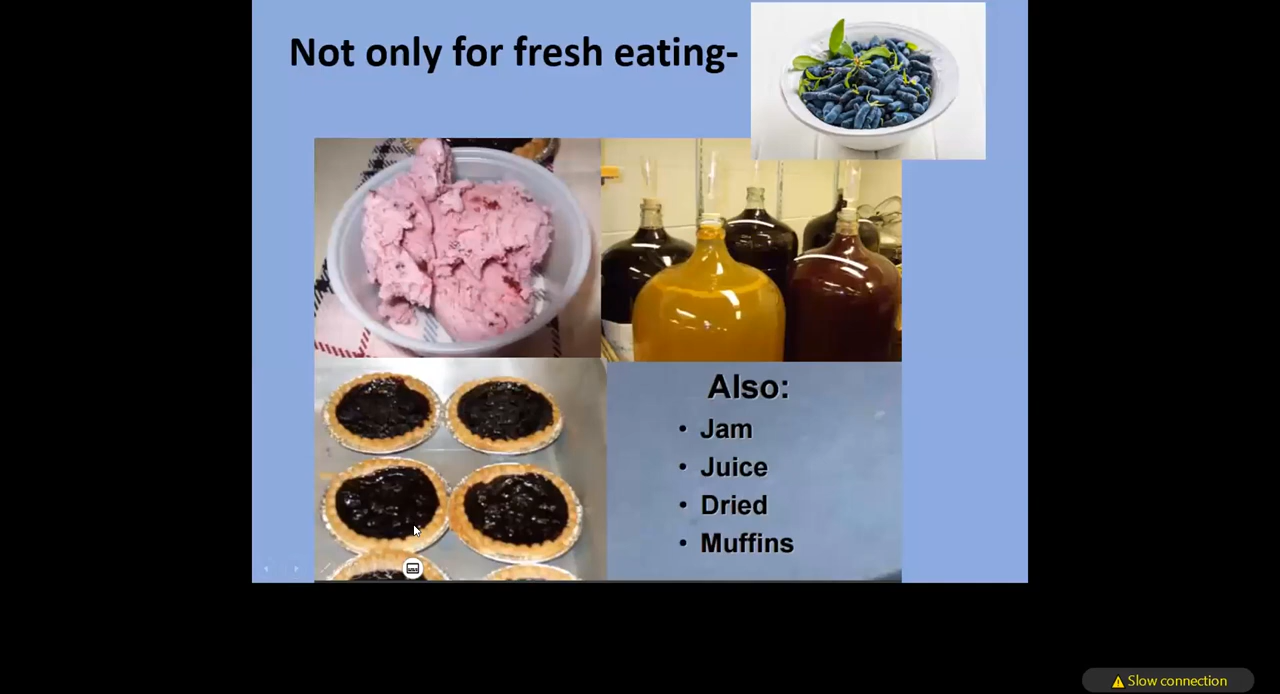 Not only for fresh eating-
Also:
• Jam
• Juice
• Dried
• Muffins
Slow connection